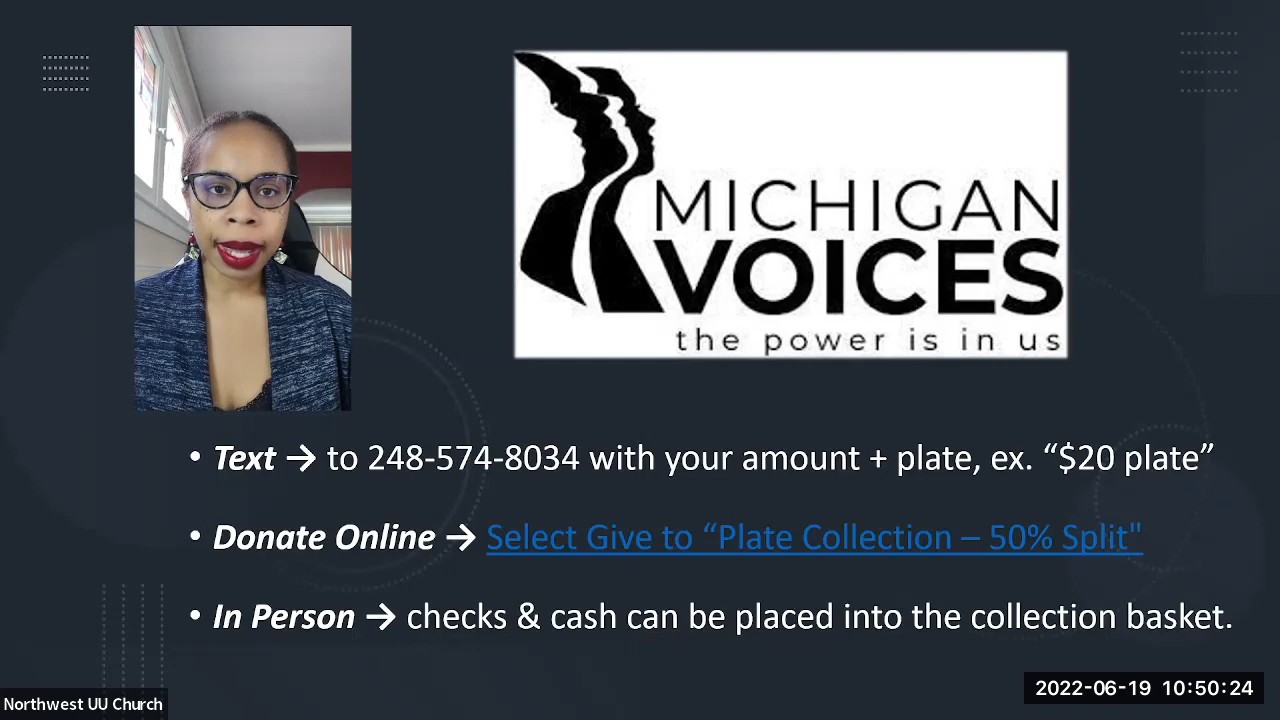 MICHIGAN
VOICES
the power is in us
• Text → to 248-574-8034 with your amount + plate, ex. “$20 plate”
• Donate Online → Select Give to “Plate Collection – 50% Split"
• In Person → checks & cash can be placed into the collection basket.
Northwest UU Church
2022-06-19 10:50:24